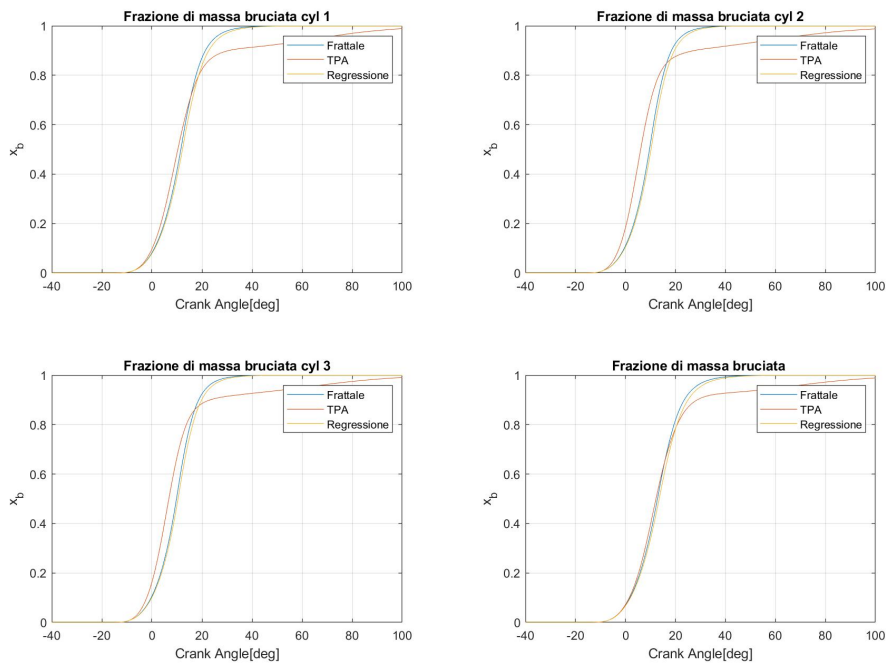 Frazione di massa bruciata cyl 1
1
0.8
0.6
0.4
0.2
0
x_b
-40 -20 0 20 40 60 80 100
Crank Angle[deg]
Frattale
TPA
Regressione
Frazione di massa bruciata cyl 2
1
0.8
0.6
0.4
0.2
0
x_b
-40 -20 0 20 40 60 80 100
Crank Angle[deg]
Frattale
TPA
Regressione
Frazione di massa bruciata cyl 3
1
0.8
0.6
0.4
0.2
0
x_b
-40 -20 0 20 40 60 80 100
Crank Angle[deg]
Frattale
TPA
Regressione
Frazione di massa bruciata
1
0.8
0.6
0.4
0.2
0
x_b
-40 -20 0 20 40 60 80 100
Crank Angle[deg]
Frattale
TPA
Regressione